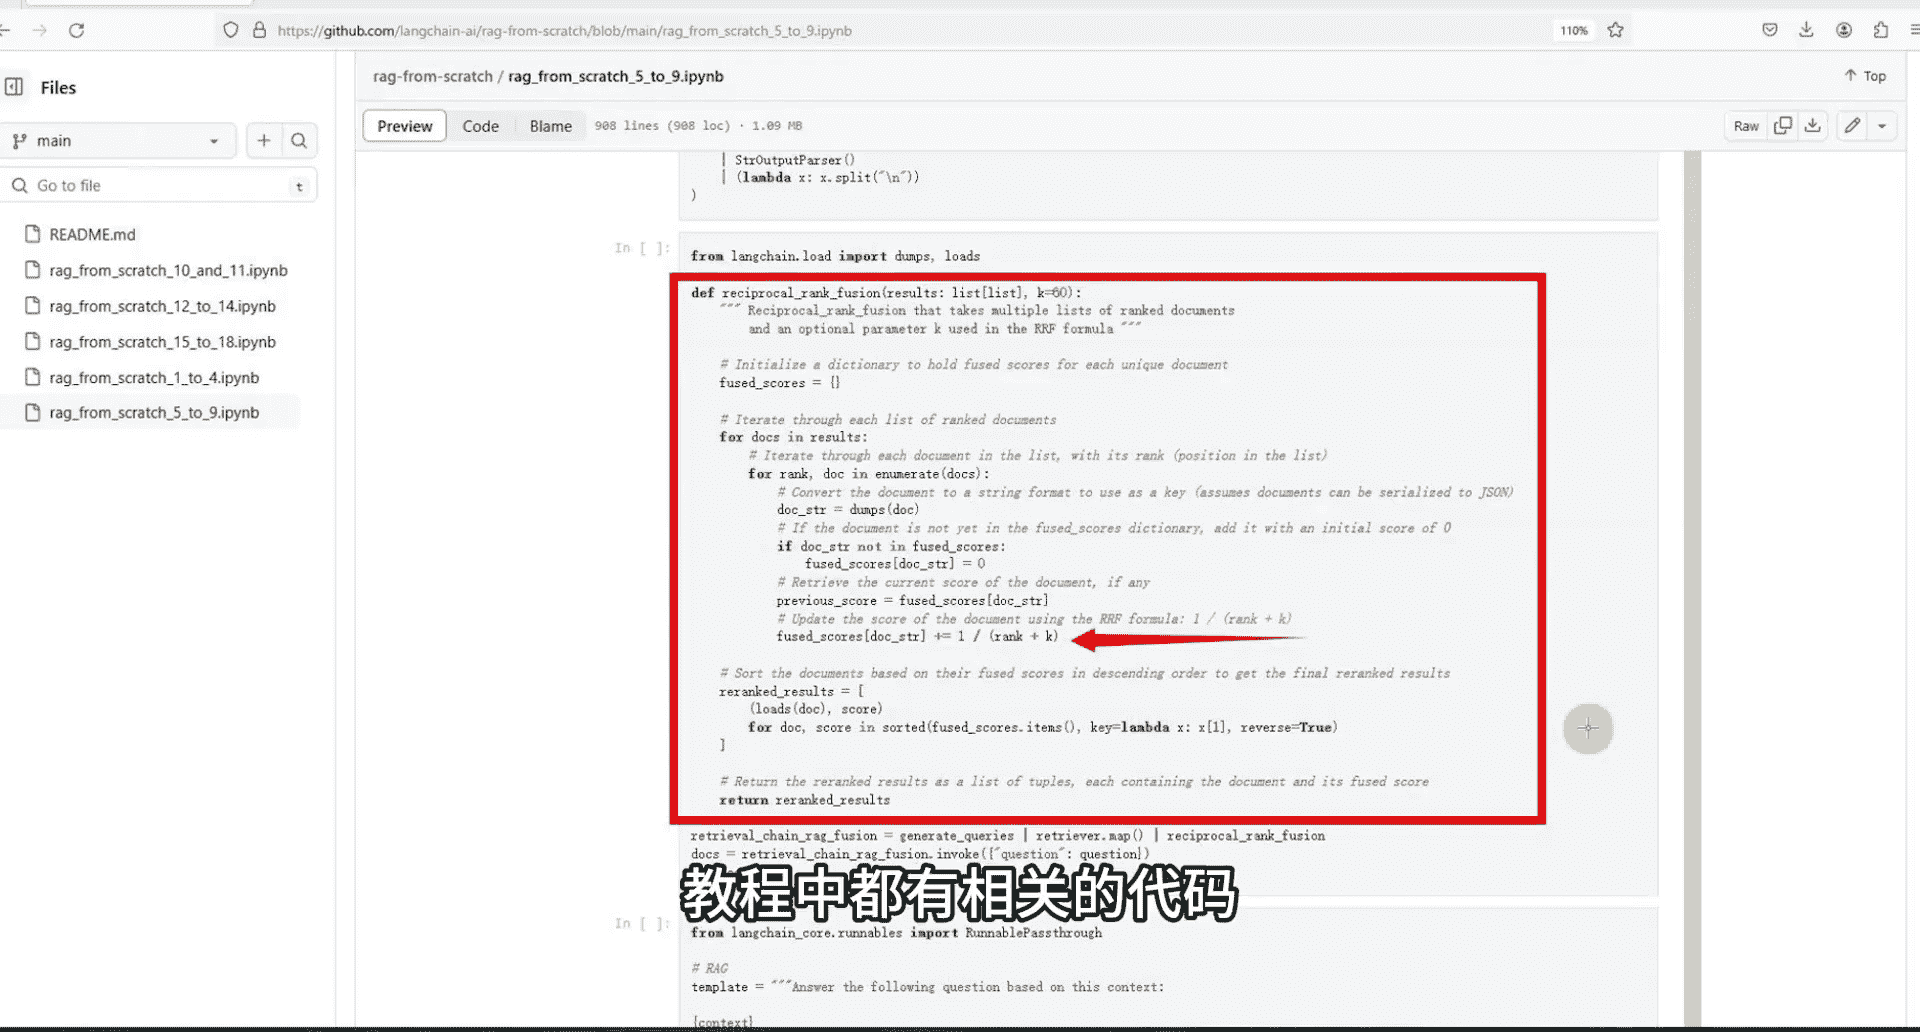 https://github.com/langchain-ai/rag-from-scratch/blob/main/rag_from_scratch_5_to_9.ipynb
110%
Files
main
Go to file
t
README.md
rag_from_scratch_10_and_11.ipynb
rag_from_scratch_12_to_14.ipynb
rag_from_scratch_15_to_18.ipynb
rag_from_scratch_1_to_4.ipynb
rag_from_scratch_5_to_9.ipynb
rag-from-scratch / rag_from_scratch_5_to_9.ipynb
Top
Preview Code Blame 908 lines (908 loc) · 1.09 MB
Raw
| StrOutputParser()
| (lambda x: x.split("\n"))
)
In [ ]:
from langchain.load import dumps, loads
def reciprocal_rank_fusion(results: list[list], k=60):
""" Reciprocal_rank_fusion that takes multiple lists of ranked documents
and an optional parameter k used in the RRF formula """
# Initialize a dictionary to hold fused scores for each unique document
fused_scores = {}
# Iterate through each list of ranked documents
for docs in results:
# Iterate through each document in the list, with its rank (position in the list)
for rank, doc in enumerate(docs):
# Convert the document to a string format to use as a key (assumes documents can be serialized to JSON)
doc_str = dumps(doc)
# If the document is not yet in the fused_scores dictionary, add it with an initial score of 0
if doc_str not in fused_scores:
fused_scores[doc_str] = 0
# Retrieve the current score of the document, if any
previous_score = fused_scores[doc_str]
# Update the score of the document using the RRF formula: 1 / (rank + k)
fused_scores[doc_str] += 1 / (rank + k)
# Sort the documents based on their fused scores in descending order to get the final reranked results
reranked_results = [
(loads(doc), score)
for doc, score in sorted(fused_scores.items(), key=lambda x: x[1], reverse=True)
]
# Return the reranked results as a list of tuples, each containing the document and its fused score
return reranked_results
retrieval_chain_rag_fusion = generate_queries | retriever.map() | reciprocal_rank_fusion
docs = retrieval_chain_rag_fusion.invoke({"question": question})
教程中都有相关的代码
In [ ]:
from langchain_core.runnables import RunnablePassthrough
# RAG
template = """Answer the following question based on this context:
{context}